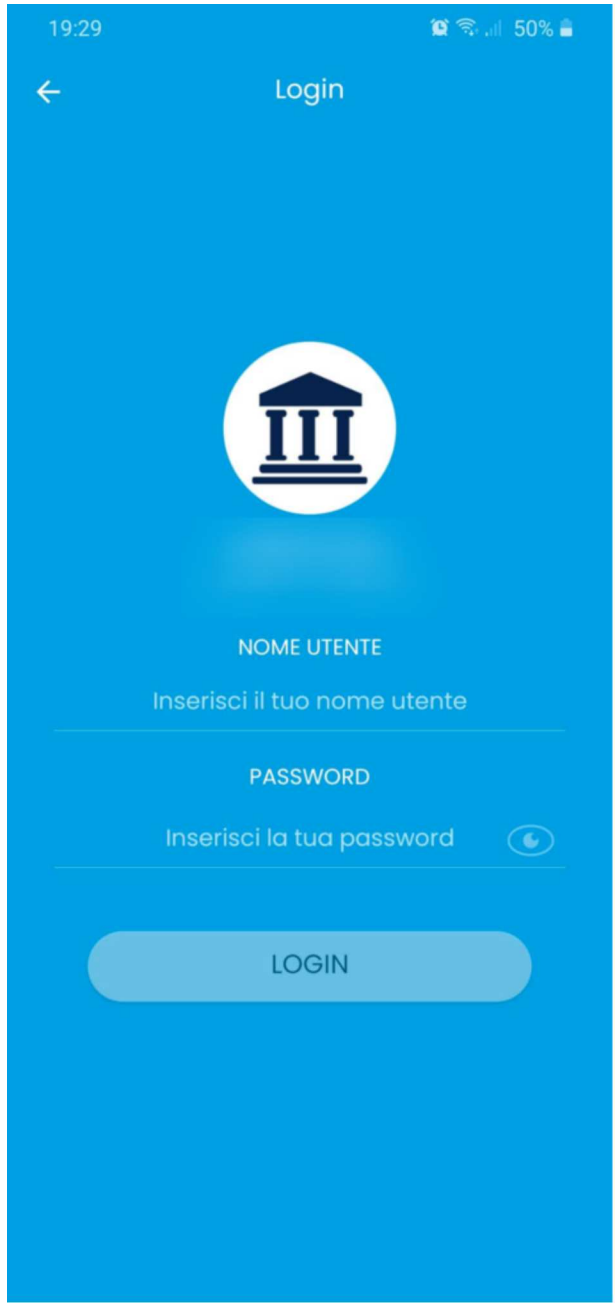 19:29
50%
Login
NOME UTENTE
Inserisci il tuo nome utente
PASSWORD
Inserisci la tua password
LOGIN